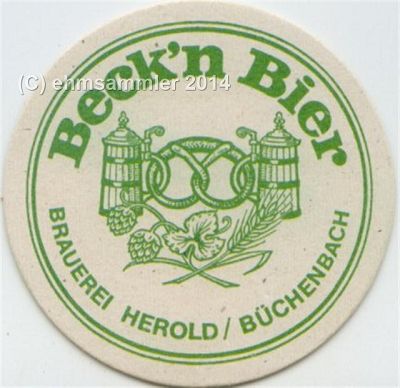 Beck'n Bier
(C) ehmsammler 2014
BRAUEREI HEROLD / BÜCHENBACH